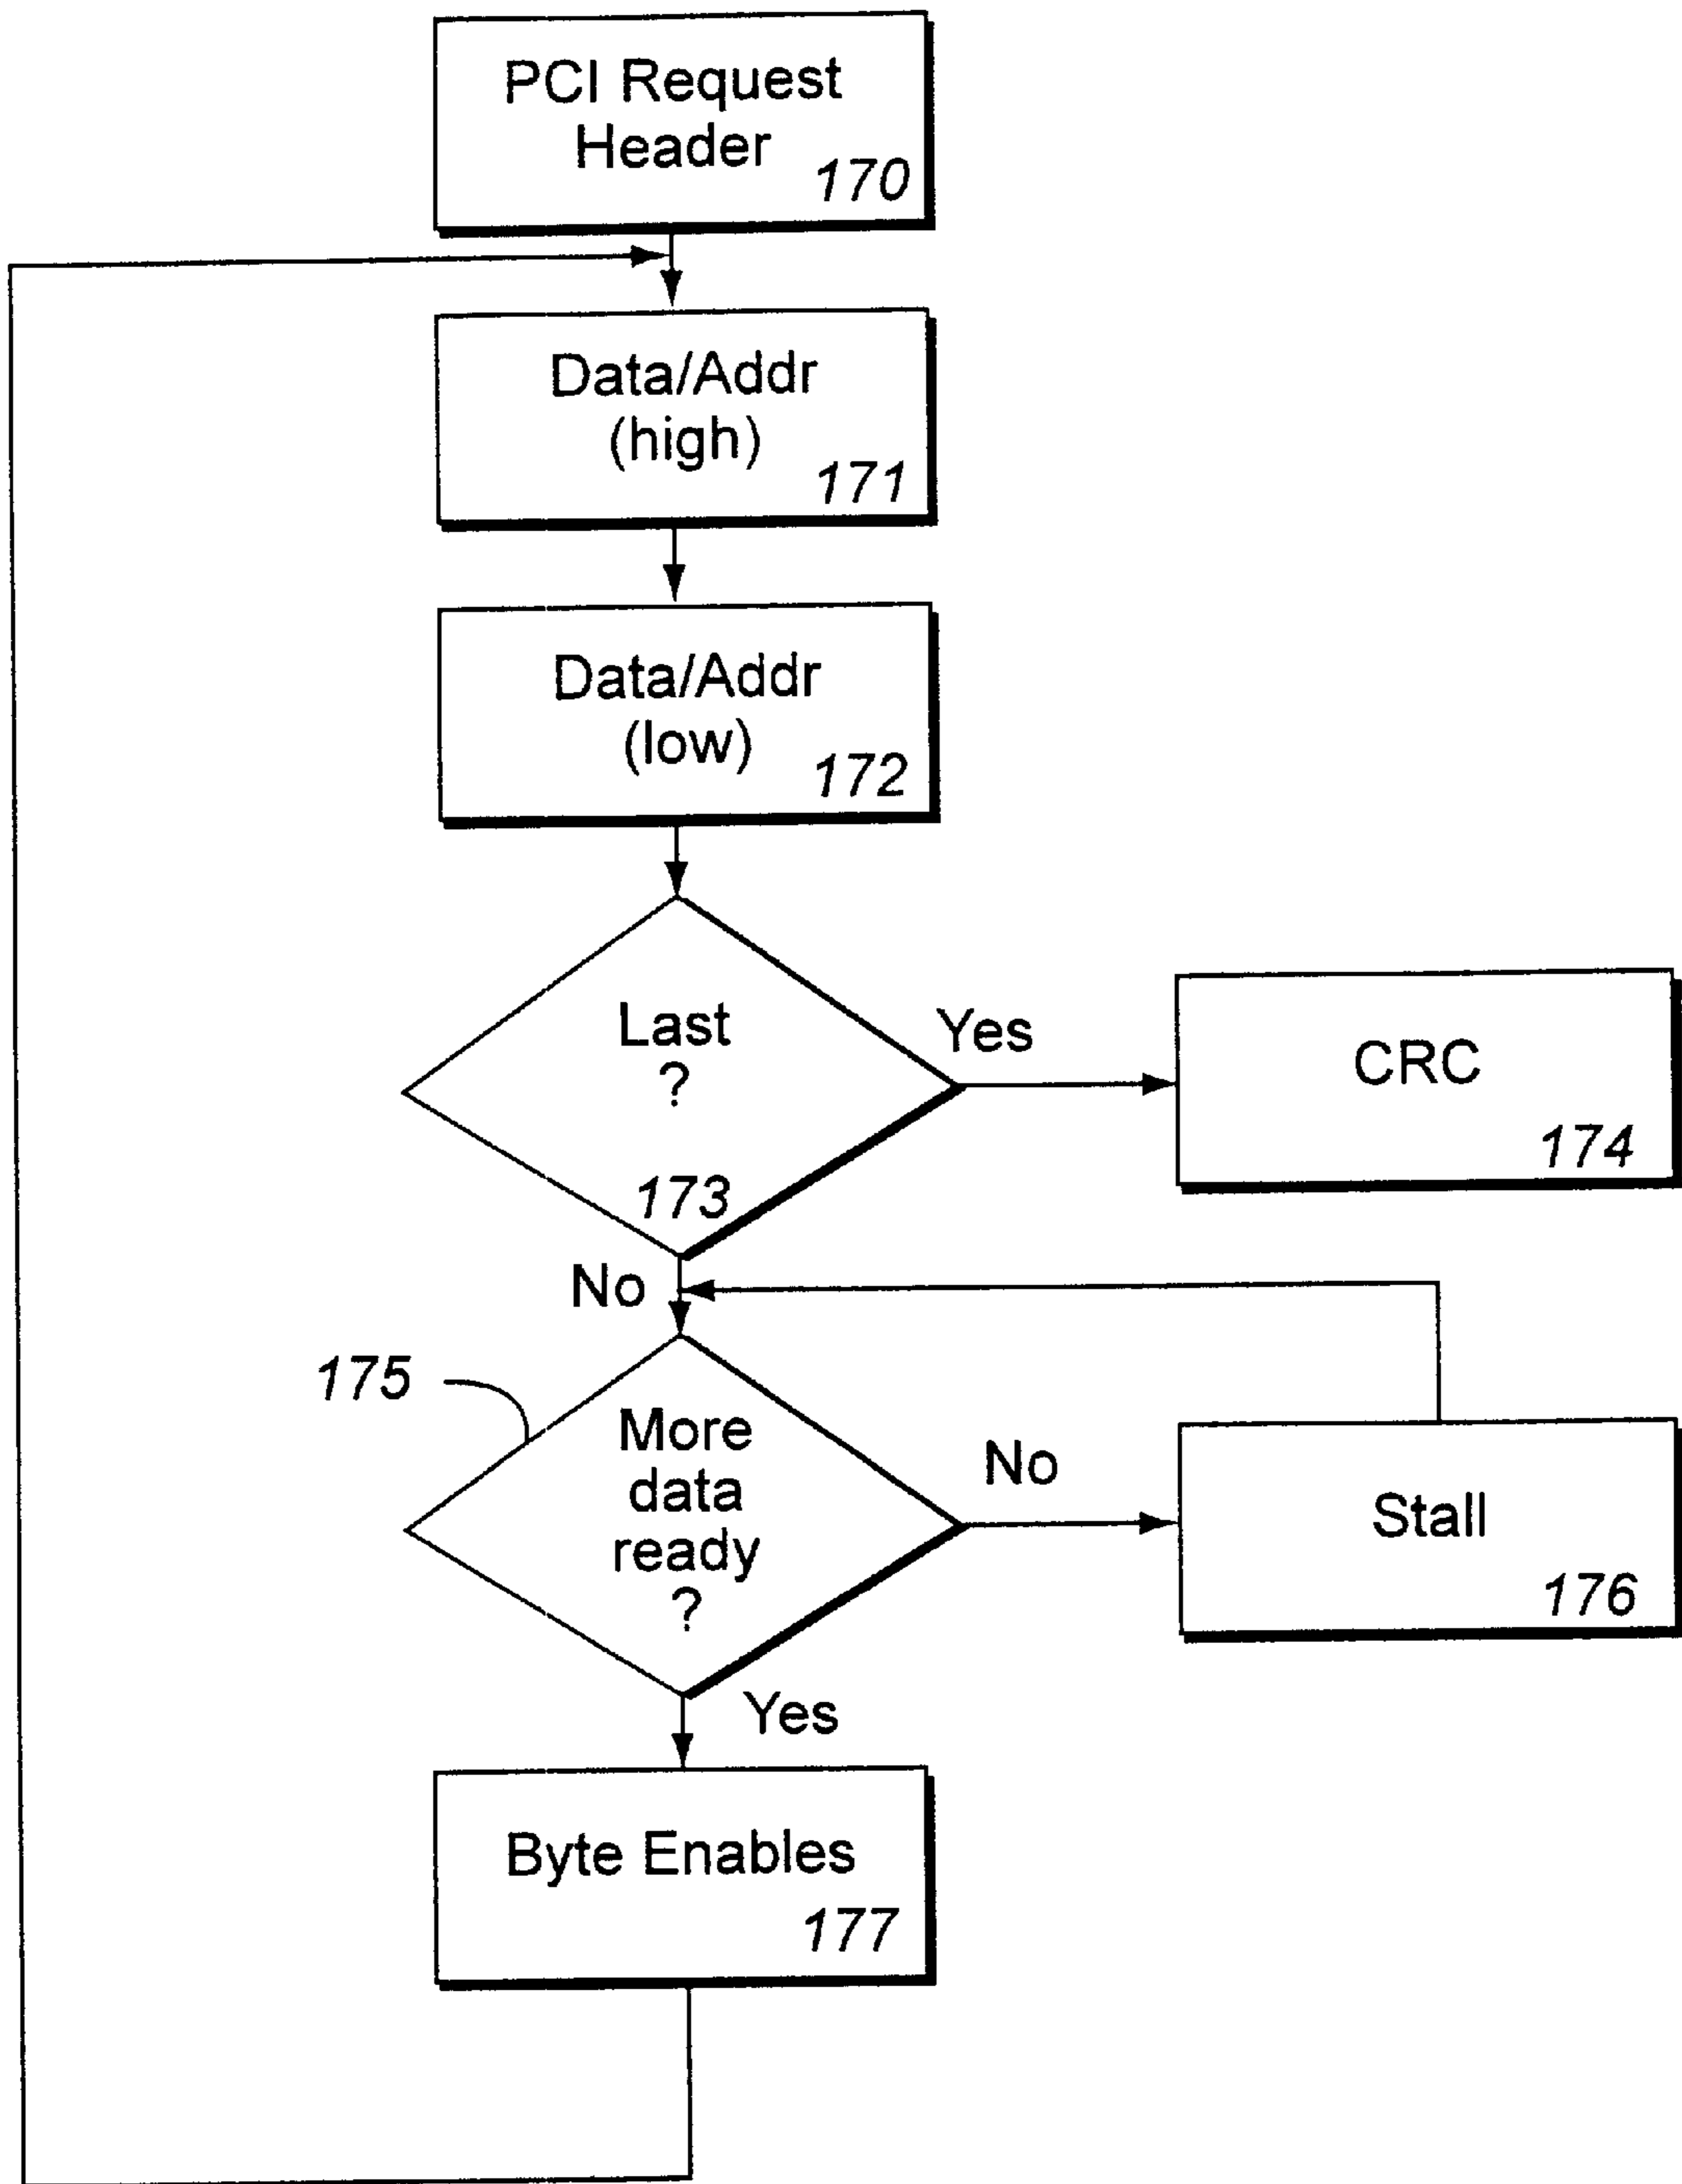 PCI Request
Header
170
Data/Addr
(high)
171
Data/Addr
(low)
172
Last
?
173
Yes
CRC
174
No
175
More
data
ready
?
No
Stall
176
Yes
Byte Enables
177